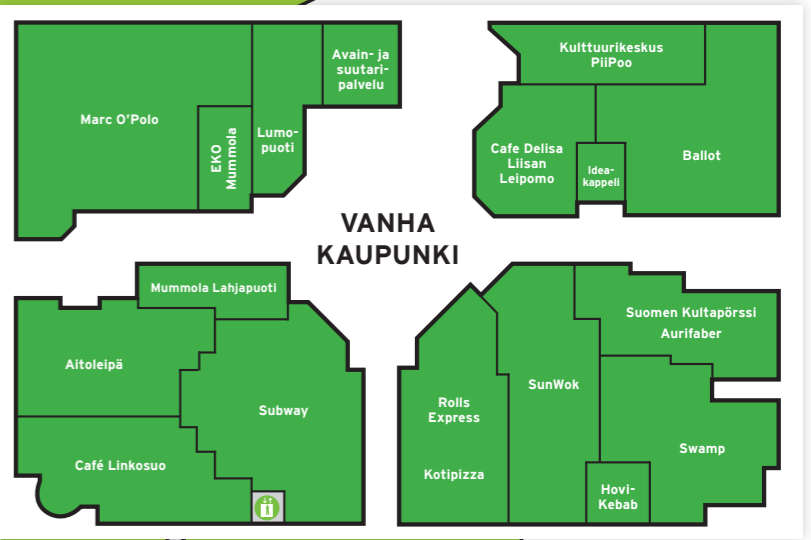 Marc O'Polo
EKO
Mummola
Lumo-
puoti
Avain- ja
suutari-
palvelu
Kulttuurikeskus
PiiPoo
Cafe Delisa
Liisan
Leipomo
Idea-
kappeli
Ballot
VANHA
KAUPUNKI
Mummola Lahjapuoti
Aitoleipä
Subway
Café Linkosuo
Rolls
Express
Kotipizza
SunWok
Suomen Kultapörssi
Aurifaber
Swamp
Hovi-
Kebab